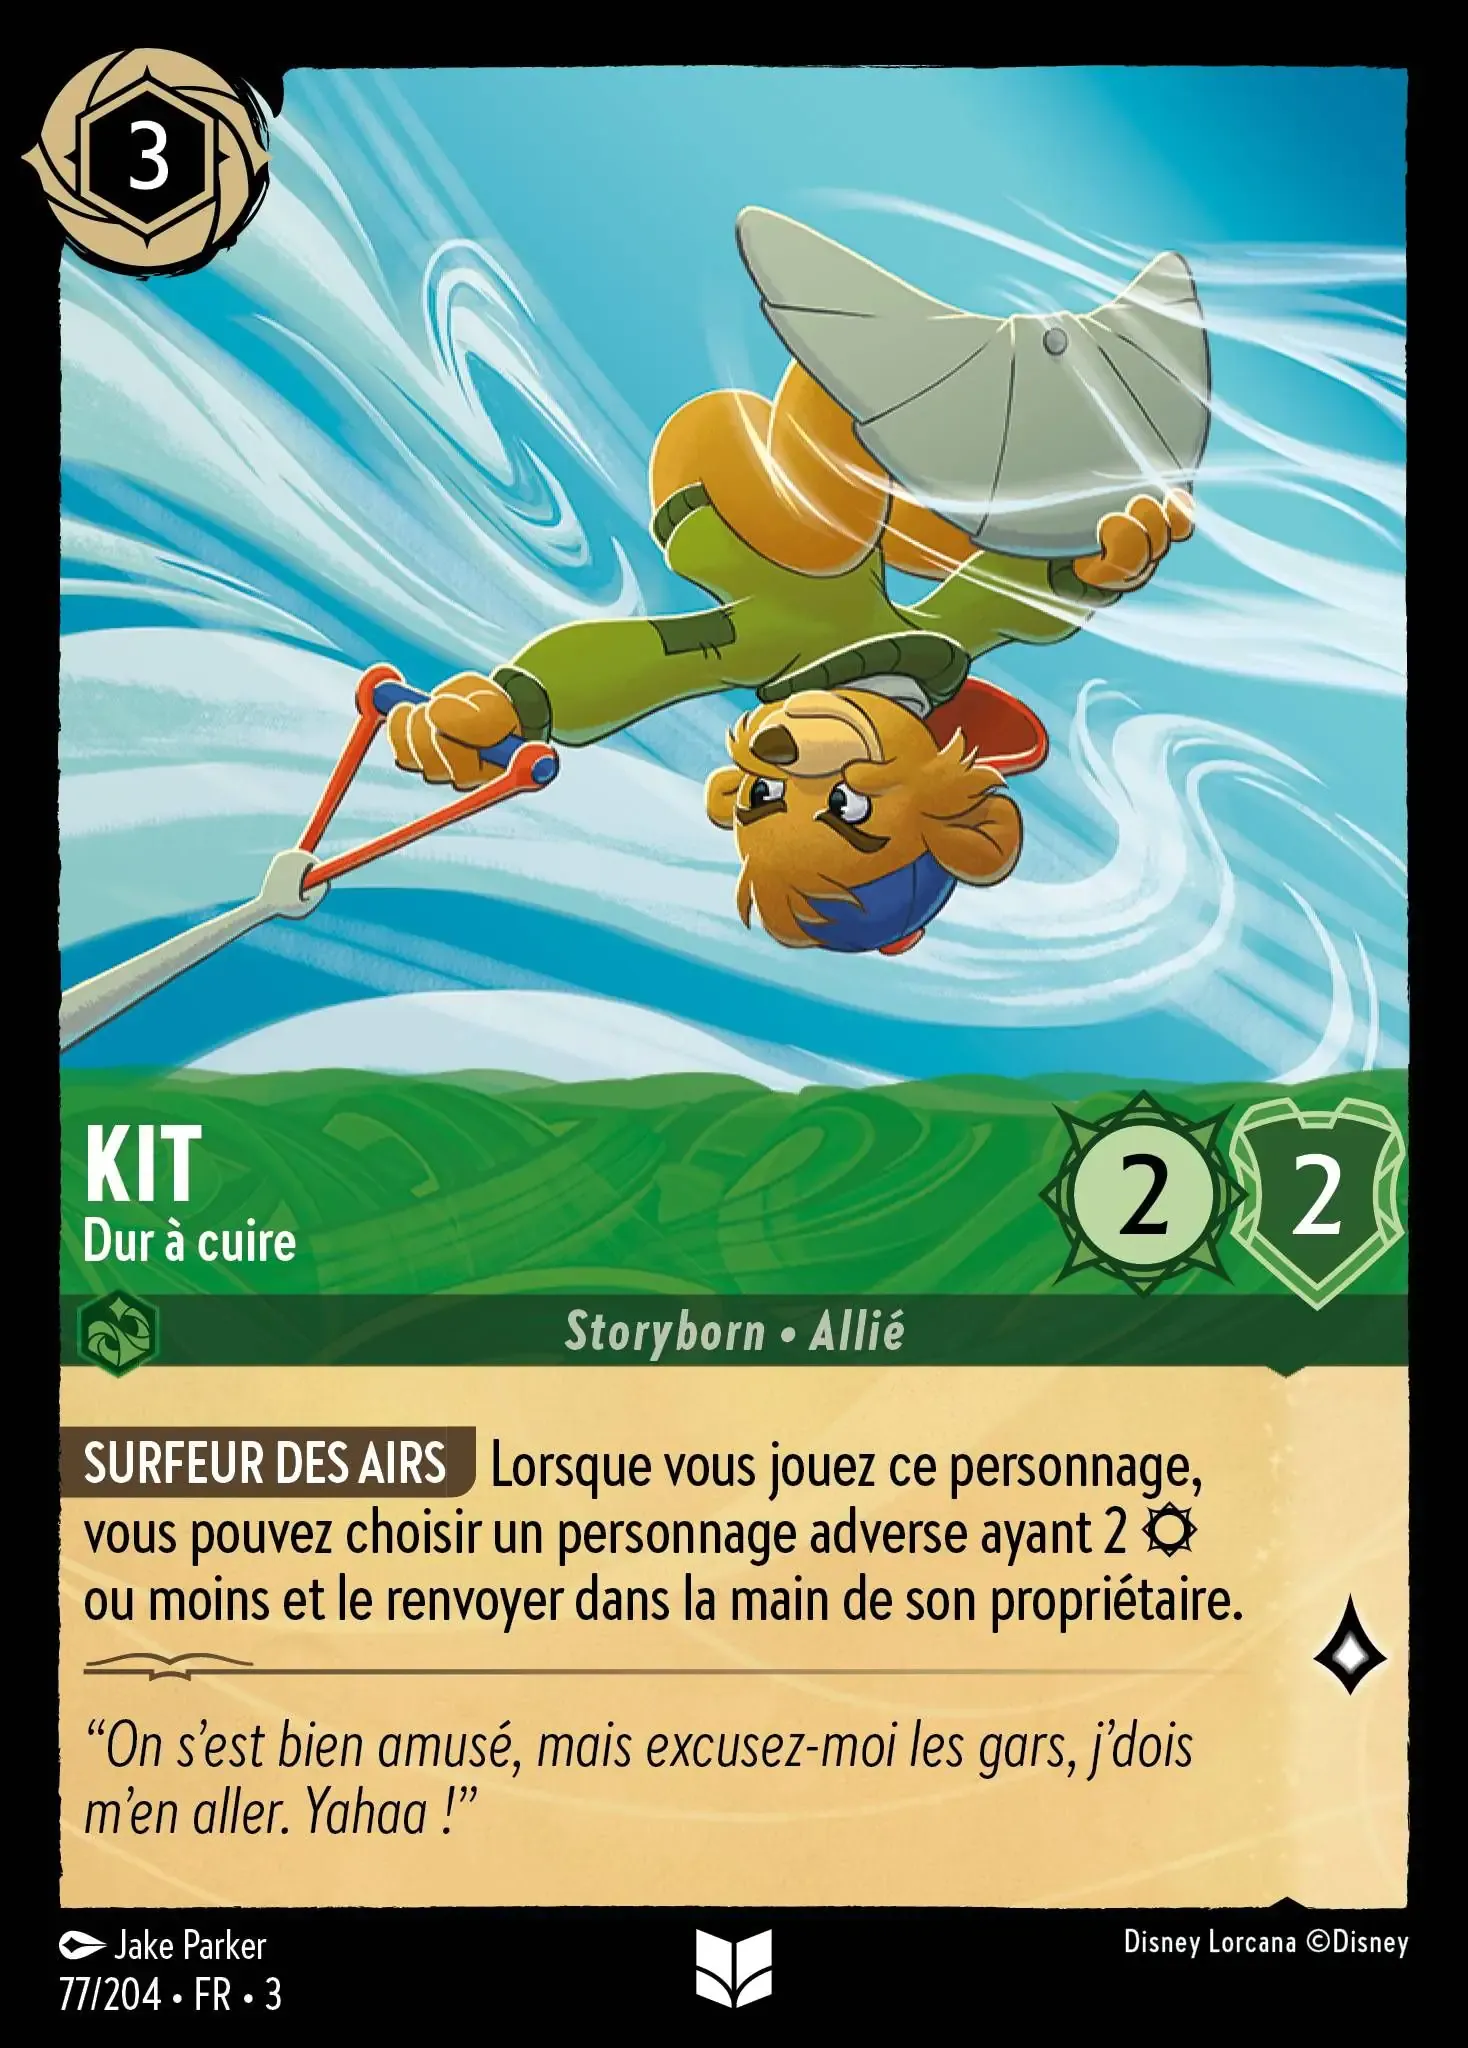 3
KIT
Dur à cuire
2
2
Storyborn • Allié
SURFEUR DES AIRS Lorsque vous jouez ce personnage,
vous pouvez choisir un personnage adverse ayant 2
ou moins et le renvoyer dans la main de son propriétaire.
“On s’est bien amusé, mais excusez-moi les gars, j’dois
m’en aller. Yahaa !”
Jake Parker
77/204 • FR • 3
Disney Lorcana ©Disney